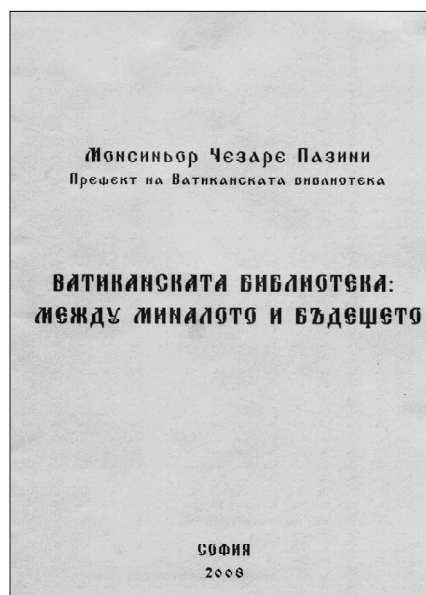 Монсиньор Чезаре Пазини
Префект на Ватиканската библиотека
ВАТИКАНСКАТА БИБЛИОТЕКА:
МЕЖДУ МИНАЛОТО И БЪДЕЩЕТО
СОФИЯ
2008